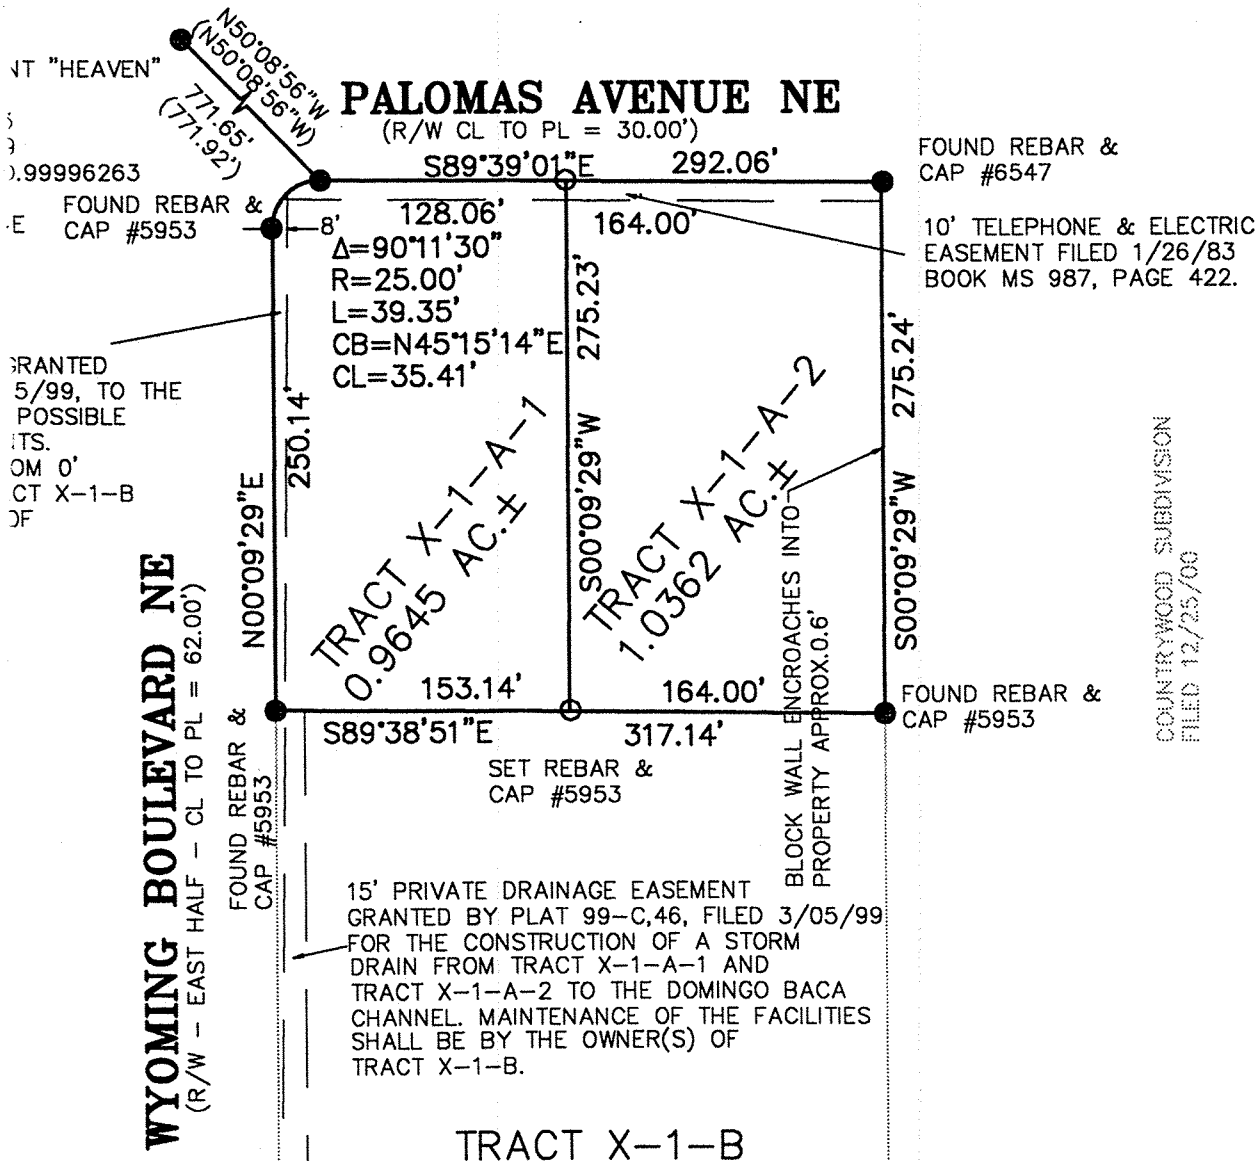 N50°08'56"W
(N50°08'56"W)
771.65'
(771.92')
"HEAVEN"
PALOMAS AVENUE NE
(R/W CL TO PL = 30.00')
S89°39'01"E 292.06'
FOUND REBAR &
CAP #6547
.99996263
FOUND REBAR &
CAP #5953
8'
128.06'
164.00'
10' TELEPHONE & ELECTRIC
EASEMENT FILED 1/26/83
BOOK MS 987, PAGE 422.
Δ=90°11'30"
R=25.00'
L=39.35'
CB=N45°15'14"E
CL=35.41'
275.23'
S00°09'29"W
275.24'
S00°09'29"W
GRANTED
5/99, TO THE
POSSIBLE
TS.
OM 0'
CT X-1-B
OF
250.14'
N00°09'29"E
TRACT X-1-A-1
0.9645 AC.±
TRACT X-1-A-2
1.0362 AC.±
BLOCK WALL ENCROACHES INTO
PROPERTY APPROX.0.6'
COUNTRYWOOD SUBDIVISION
FILED 12/25/00
WYOMING BOULEVARD NE
(R/W - EAST HALF - CL TO PL = 62.00')
153.14'
164.00'
S89°38'51"E
317.14'
FOUND REBAR &
CAP #5953
FOUND REBAR &
CAP #5953
SET REBAR &
CAP #5953
15' PRIVATE DRAINAGE EASEMENT
GRANTED BY PLAT 99-C,46, FILED 3/05/99
FOR THE CONSTRUCTION OF A STORM
DRAIN FROM TRACT X-1-A-1 AND
TRACT X-1-A-2 TO THE DOMINGO BACA
CHANNEL. MAINTENANCE OF THE FACILITIES
SHALL BE BY THE OWNER(S) OF
TRACT X-1-B.
TRACT X-1-B